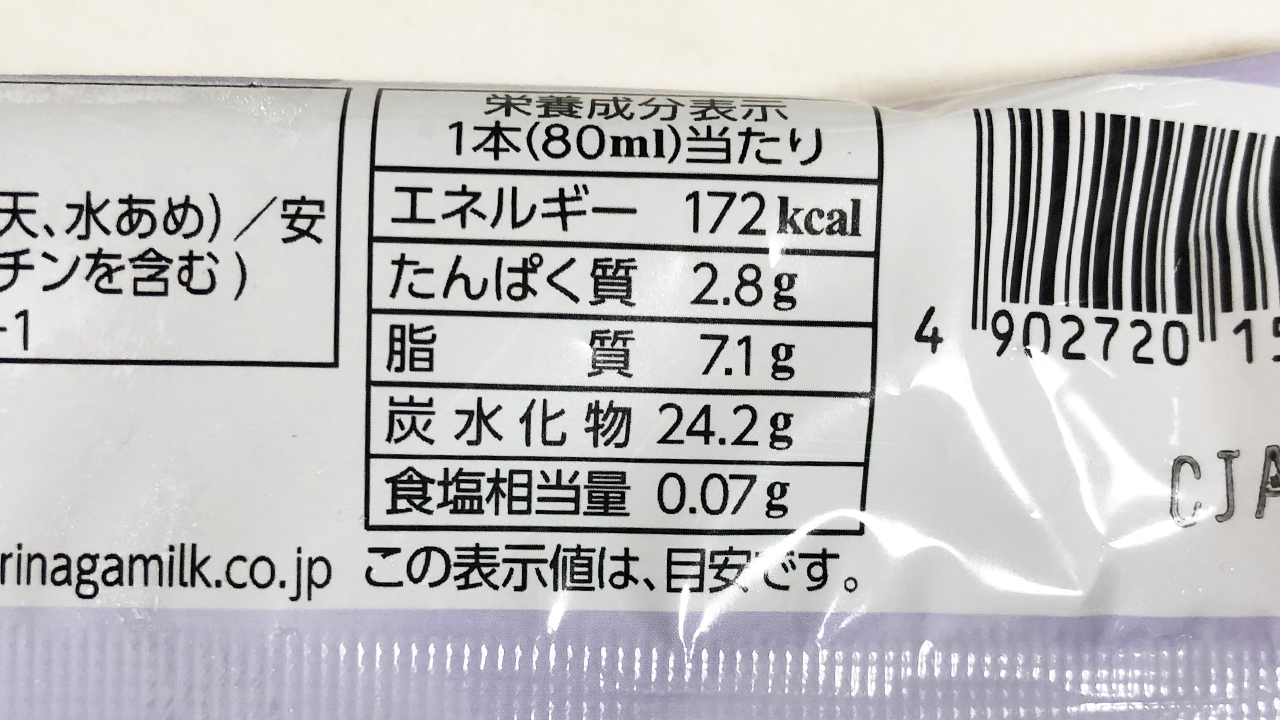 天、水あめ)/安
チンを含む)
-1
rinagamilk.co.jp
栄養成分表示
1本(80ml)当たり
エネルギー 172kcal
たんぱく質 2.8g
脂質 7.1g
炭水化物 24.2g
食塩相当量 0.07g
この表示値は、目安です。
4 902720 15
CJA